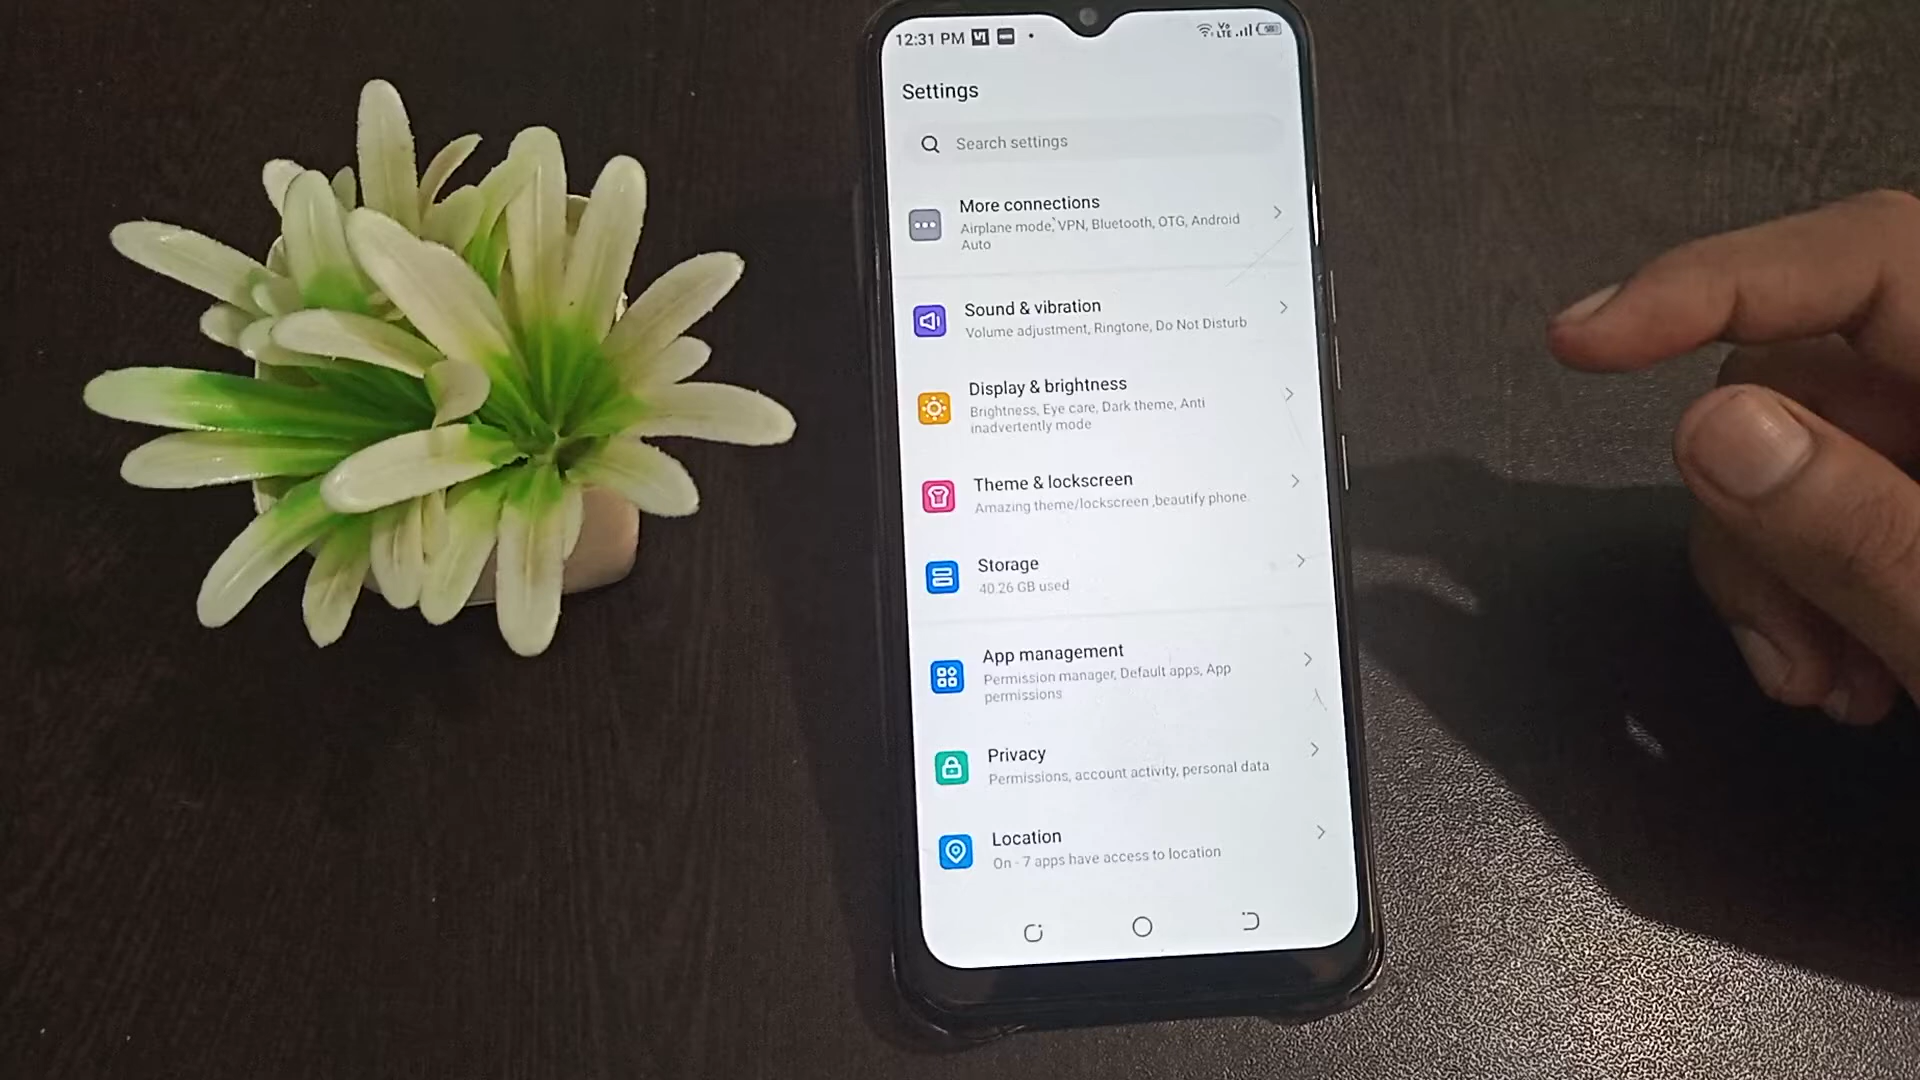 12:31 PM
Vo
LTE
Settings
Search settings
More connections
Airplane mode, VPN, Bluetooth, OTG, Android
Auto
Sound & vibration
Volume adjustment, Ringtone, Do Not Disturb
Display & brightness
Brightness, Eye care, Dark theme, Anti
inadvertently mode
Theme & lockscreen
Amazing theme/lockscreen ,beautify phone.
Storage
40.26 GB used
App management
Permission manager, Default apps, App
permissions
Privacy
Permissions, account activity, personal data
Location
On - 7 apps have access to location